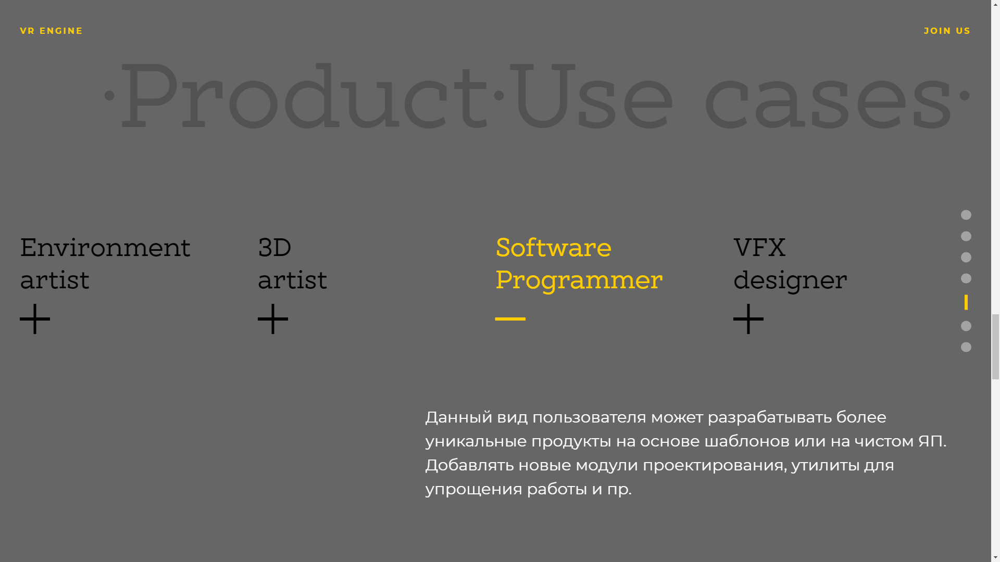 VR ENGINE
JOIN US
·Product·Use cases·
Environment
artist
3D
artist
Software
Programmer
VFX
designer
Данный вид пользователя может разрабатывать более
уникальные продукты на основе шаблонов или на чистом ЯП.
Добавлять новые модули проектирования, утилиты для
упрощения работы и пр.